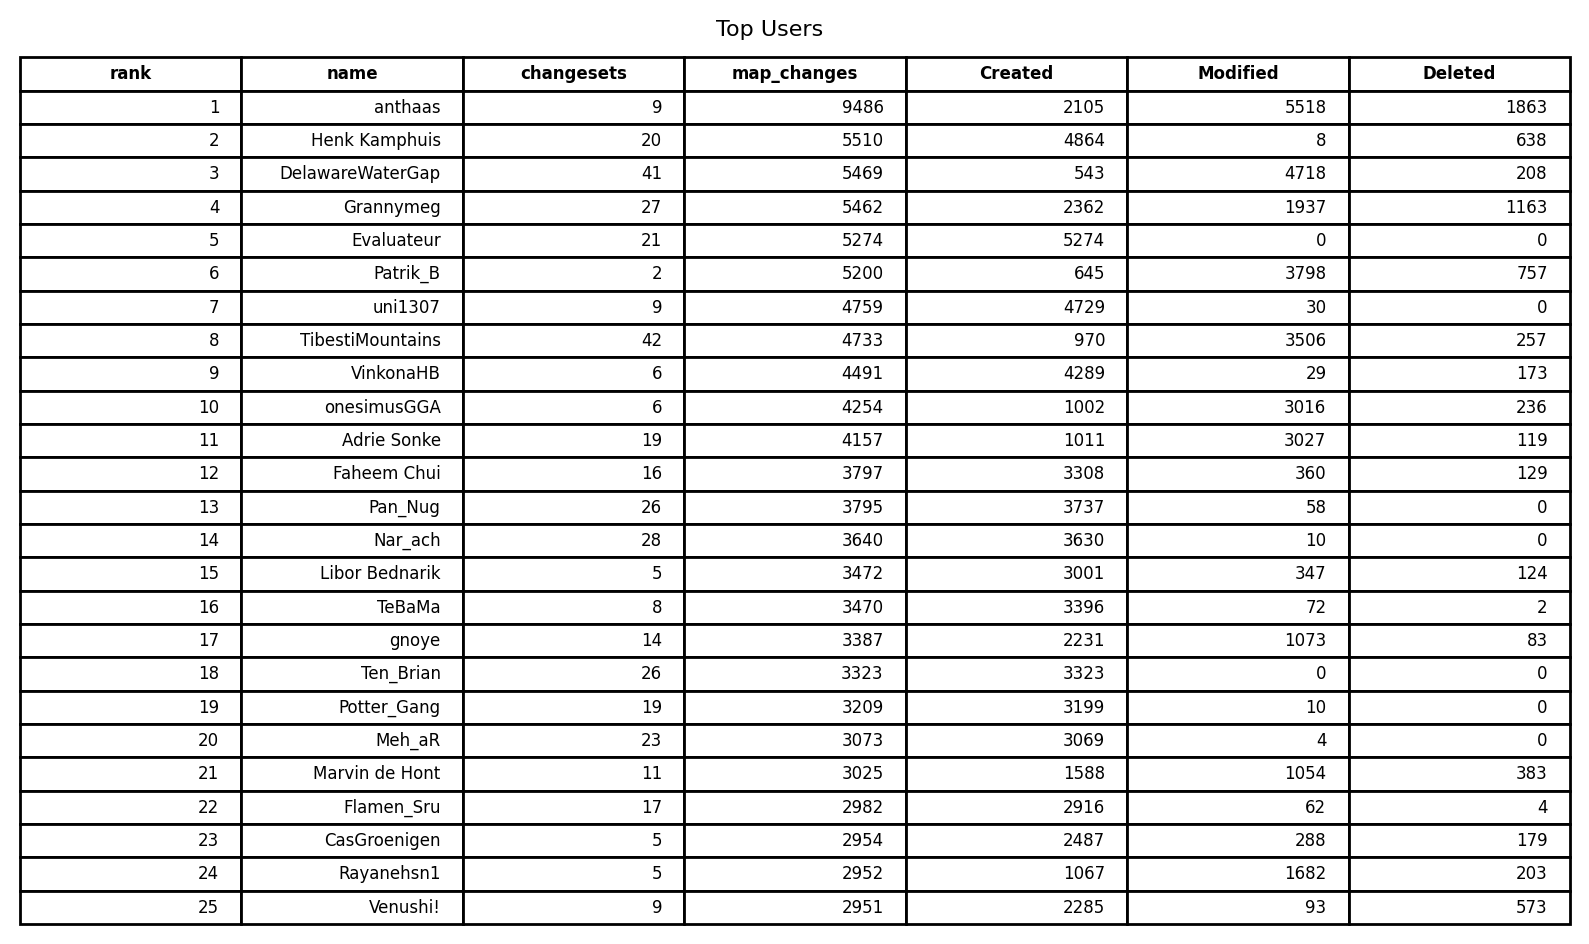 Top Users
rank name changesets map_changes Created Modified Deleted
1 anthaas 9 9486 2105 5518 1863
2 Henk Kamphuis 20 5510 4864 8 638
3 DelawareWaterGap 41 5469 543 4718 208
4 Grannymeg 27 5462 2362 1937 1163
5 Evaluateur 21 5274 5274 0 0
6 Patrik_B 2 5200 645 3798 757
7 uni1307 9 4759 4729 30 0
8 TibestiMountains 42 4733 970 3506 257
9 VinkonaHB 6 4491 4289 29 173
10 onesimusGGA 6 4254 1002 3016 236
11 Adrie Sonke 19 4157 1011 3027 119
12 Faheem Chui 16 3797 3308 360 129
13 Pan_Nug 26 3795 3737 58 0
14 Nar_ach 28 3640 3630 10 0
15 Libor Bednarik 5 3472 3001 347 124
16 TeBaMa 8 3470 3396 72 2
17 gnoye 14 3387 2231 1073 83
18 Ten_Brian 26 3323 3323 0 0
19 Potter_Gang 19 3209 3199 10 0
20 Meh_aR 23 3073 3069 4 0
21 Marvin de Hont 11 3025 1588 1054 383
22 Flamen_Sru 17 2982 2916 62 4
23 CasGroenigen 5 2954 2487 288 179
24 Rayanehsn1 5 2952 1067 1682 203
25 Venushi! 9 2951 2285 93 573